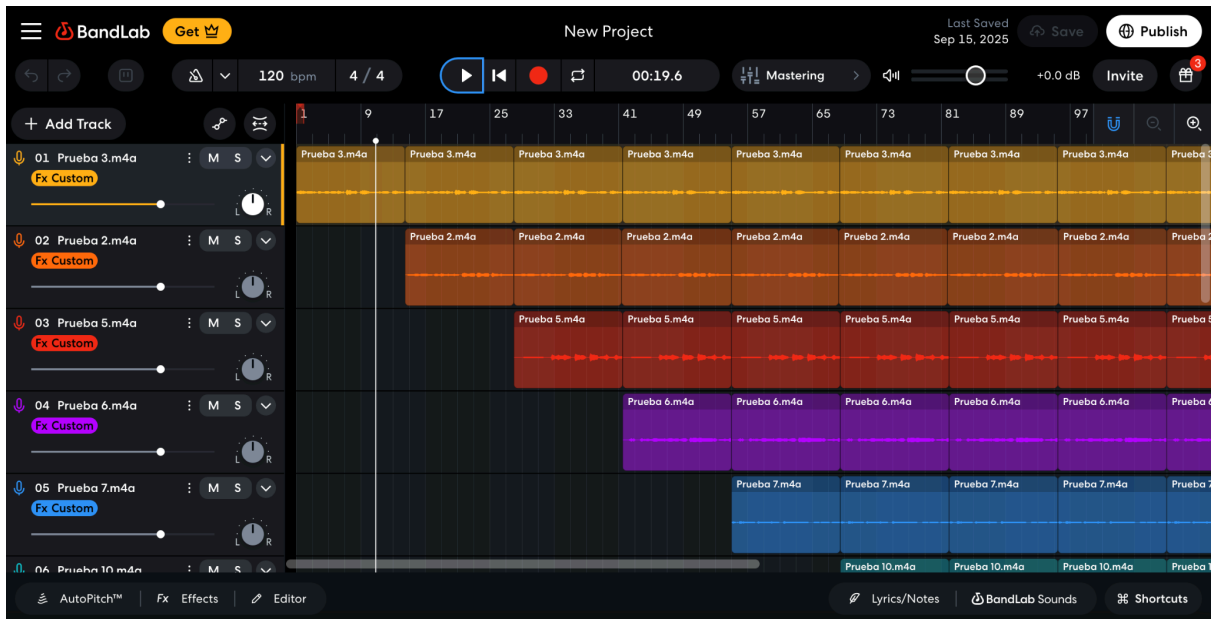 BandLab Get New Project Last Saved Sep 15, 2025 Save Publish
120 bpm 4 / 4 00:19.6 Mastering +0.0 dB Invite 3
+ Add Track 1 9 17 25 33 41 49 57 65 73 81 89 97
01 Prueba 3.m4a M S Prueba 3.m4a Prueba 3.m4a Prueba 3.m4a Prueba 3.m4a Prueba 3.m4a Prueba 3.m4a Prueba 3.m4a Prueba 3.m4a Prueba 3
Fx Custom
L R
02 Prueba 2.m4a M S Prueba 2.m4a Prueba 2.m4a Prueba 2.m4a Prueba 2.m4a Prueba 2.m4a Prueba 2.m4a Prueba 2.m4a Prueba 2
Fx Custom
L R
03 Prueba 5.m4a M S Prueba 5.m4a Prueba 5.m4a Prueba 5.m4a Prueba 5.m4a Prueba 5.m4a Prueba 5.m4a Prueba 5
Fx Custom
L R
04 Prueba 6.m4a M S Prueba 6.m4a Prueba 6.m4a Prueba 6.m4a Prueba 6.m4a Prueba 6.m4a Prueba 6
Fx Custom
L R
05 Prueba 7.m4a M S Prueba 7.m4a Prueba 7.m4a Prueba 7.m4a Prueba 7.m4a Prueba 7
Fx Custom
L R
06 Prueba 10.m4a M S Prueba 10.m4a Prueba 10.m4a Prueba 10.m4a Prueba 1
AutoPitch™ Fx Effects Editor Lyrics/Notes BandLab Sounds ⌘ Shortcuts